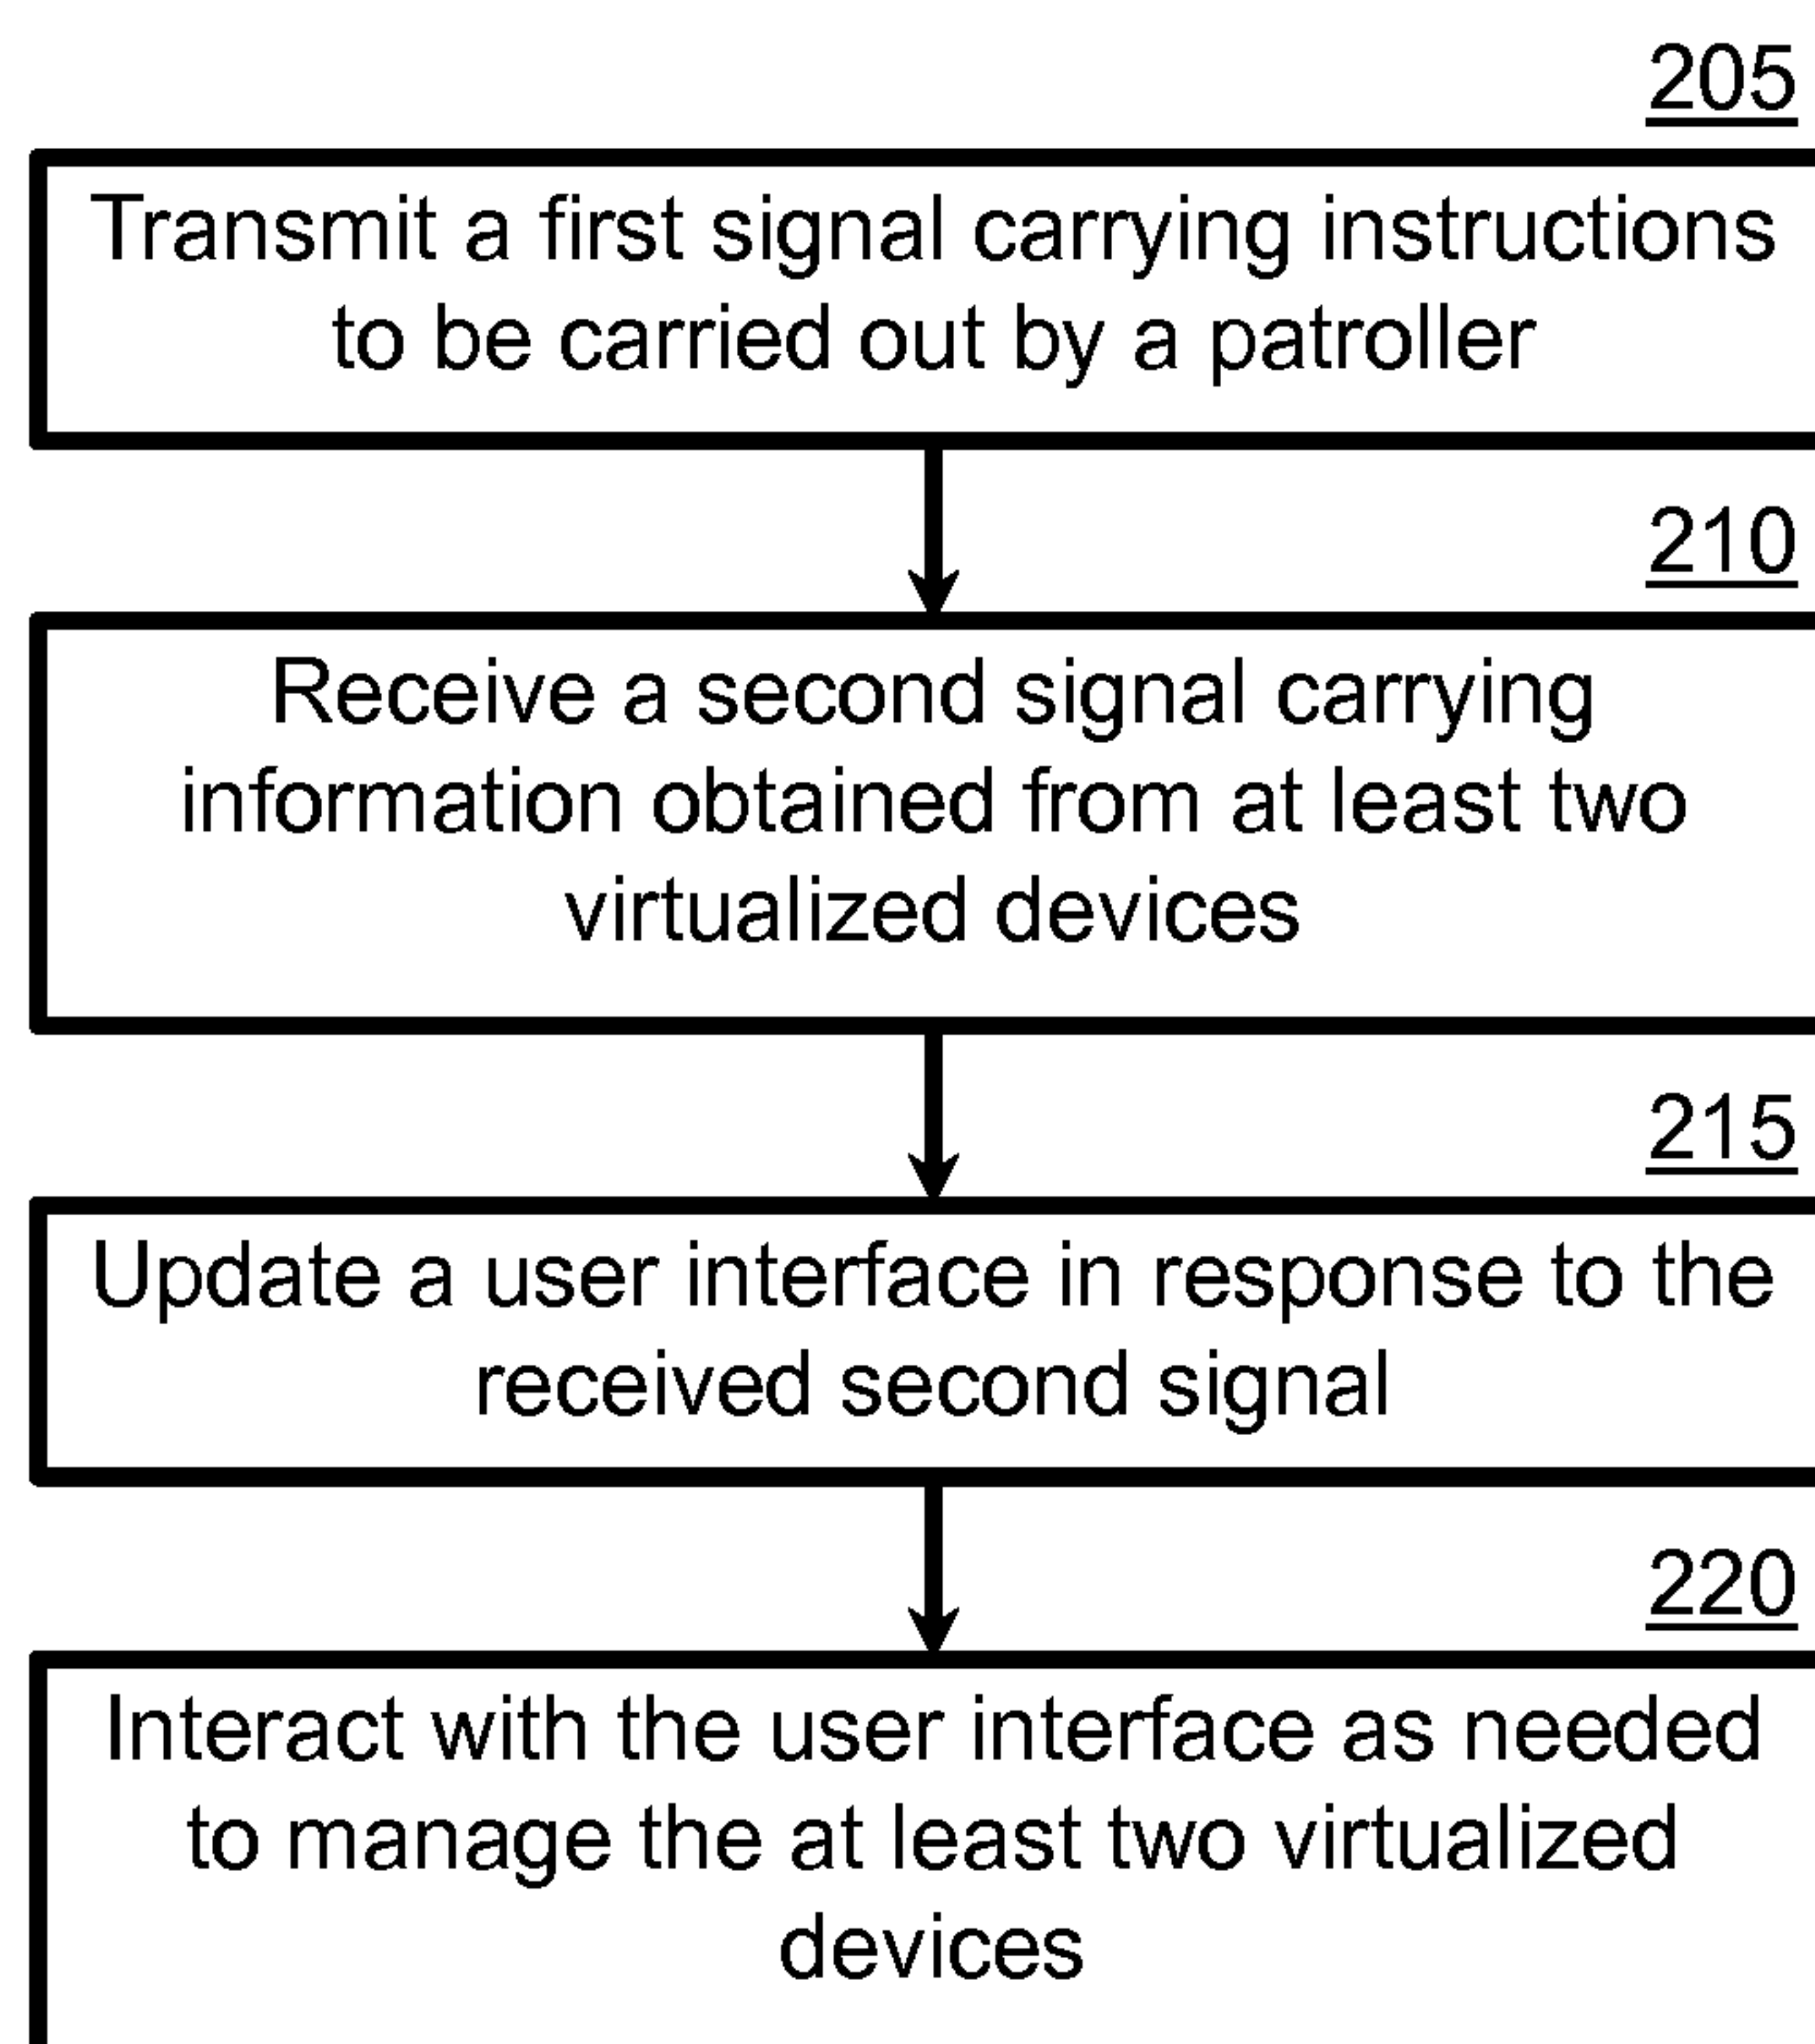 205
Transmit a first signal carrying instructions
to be carried out by a patroller
210
Receive a second signal carrying
information obtained from at least two
virtualized devices
215
Update a user interface in response to the
received second signal
220
Interact with the user interface as needed
to manage the at least two virtualized
devices